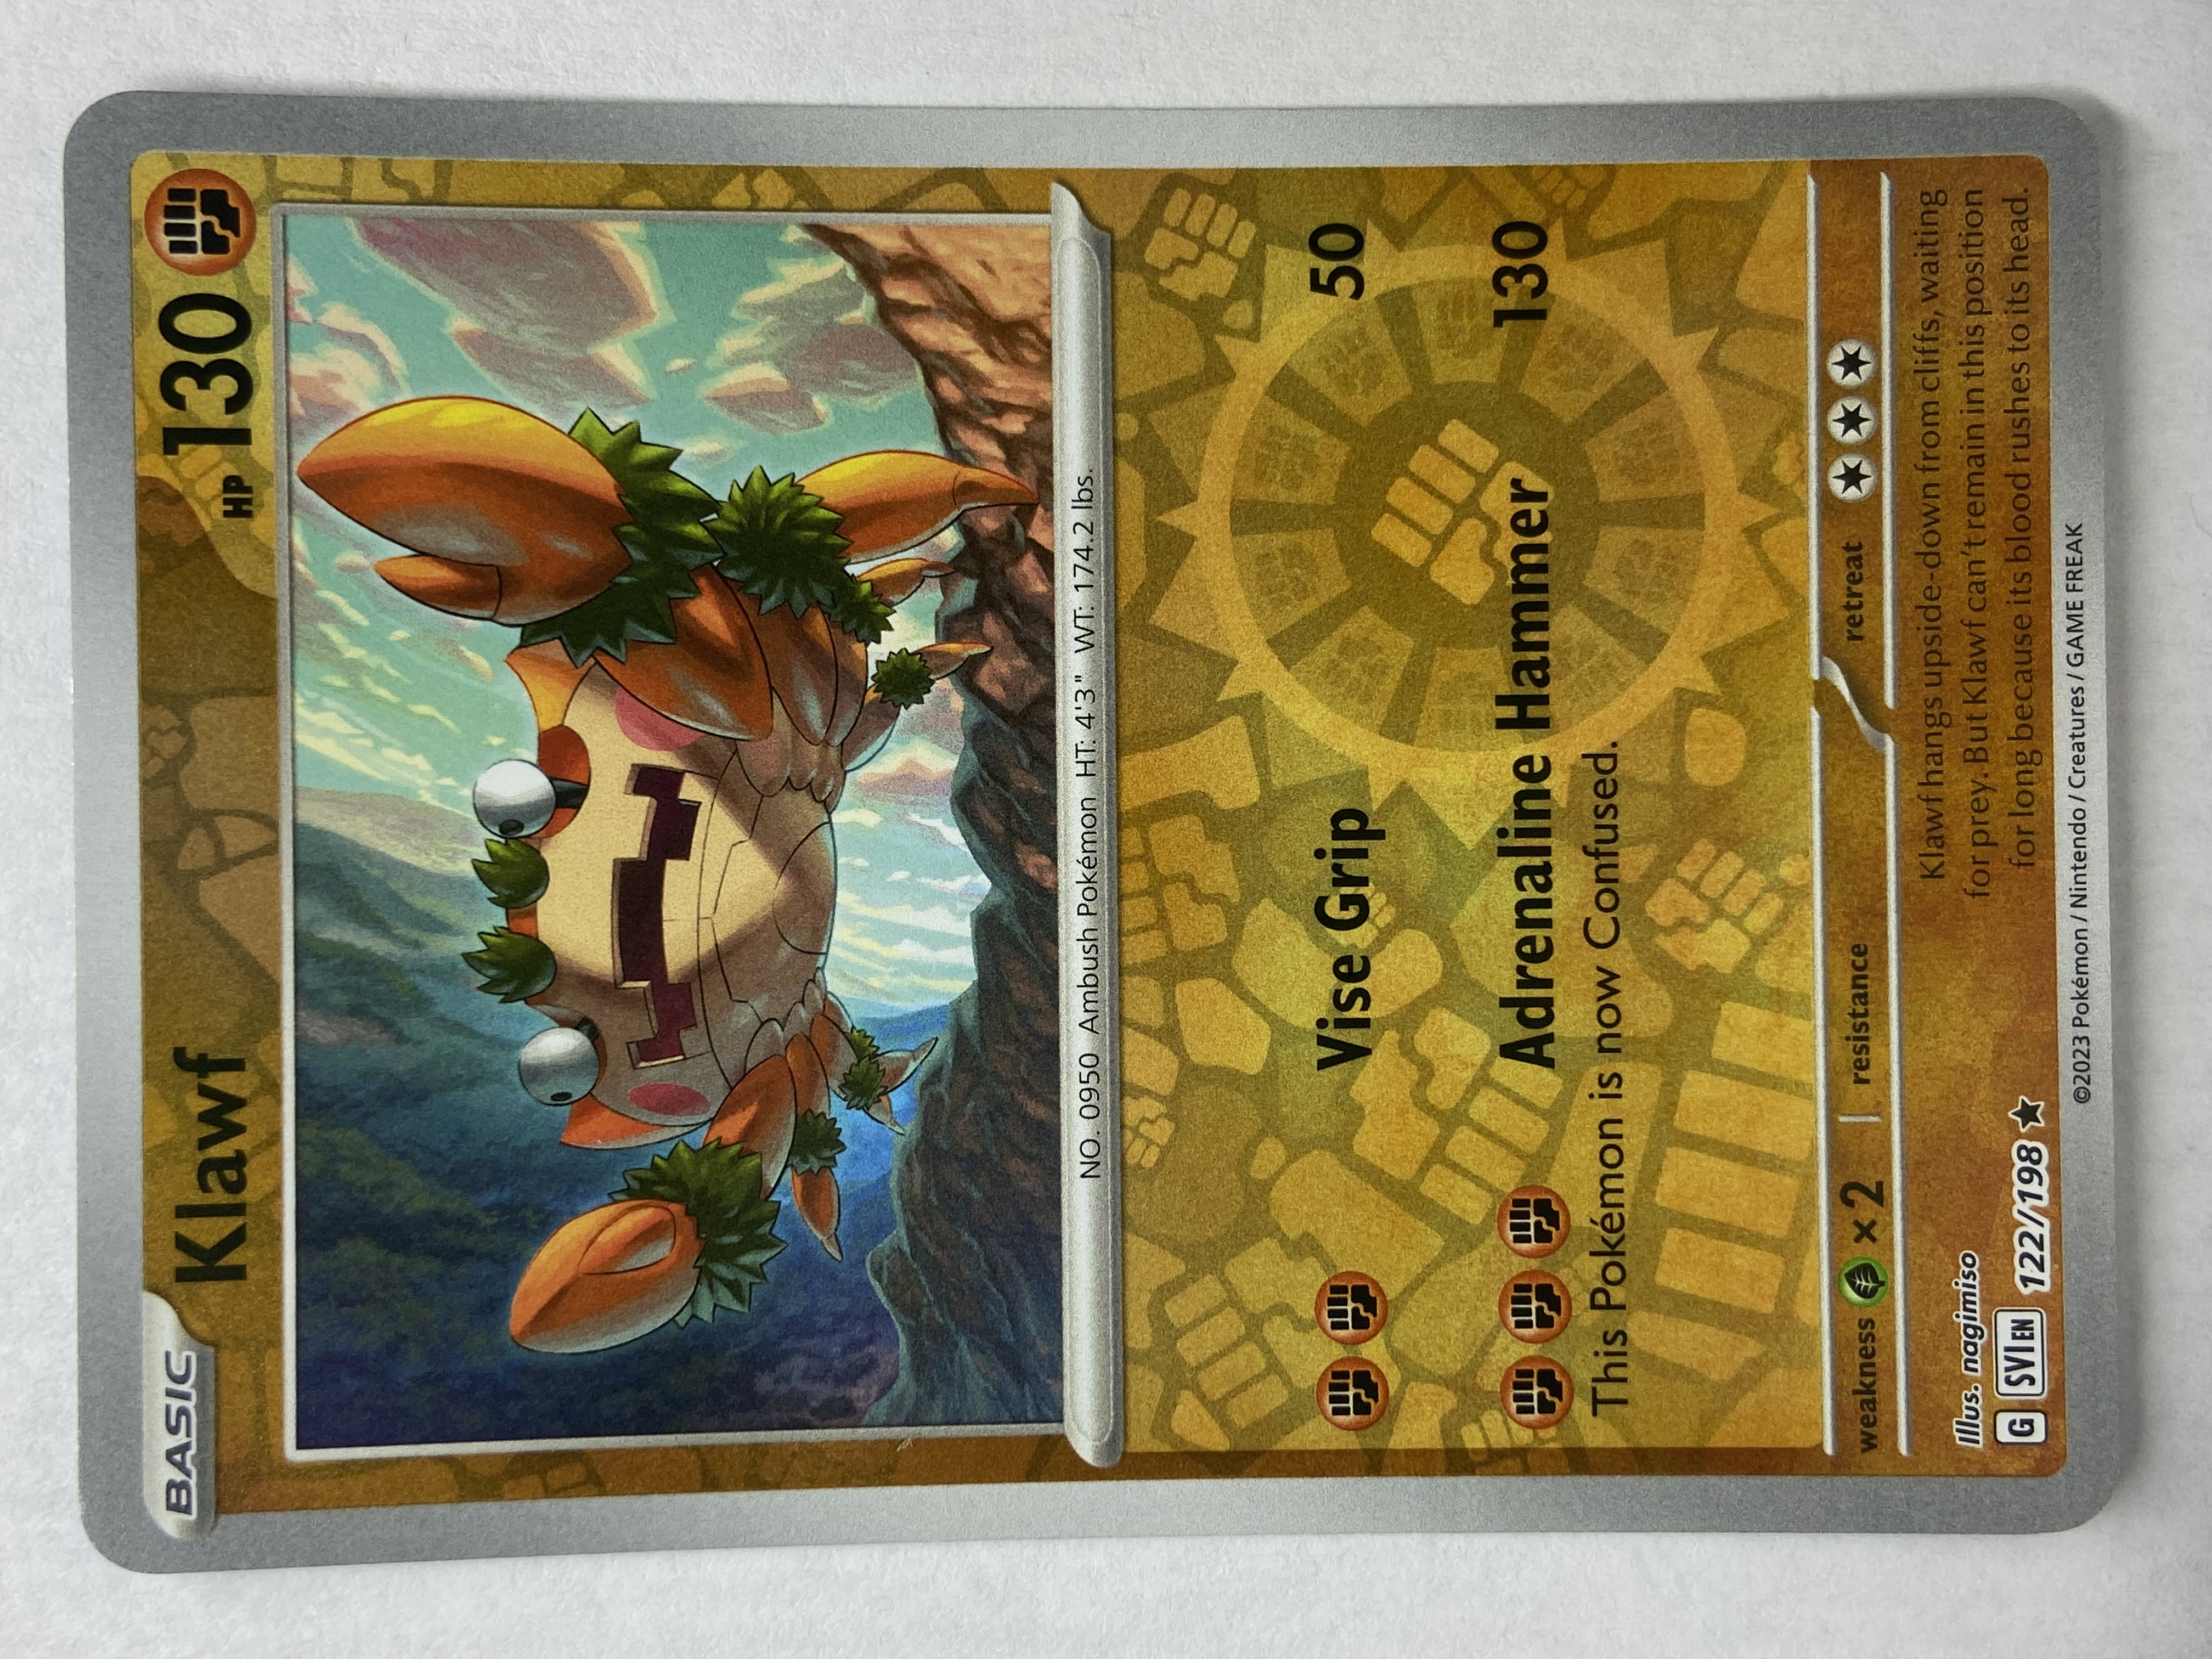 BASIC Klawf HP 130
NO. 0950 Ambush Pokémon HT: 4'3" WT: 174.2 lbs.
Vise Grip 50
Adrenaline Hammer 130
This Pokémon is now Confused.
weakness ×2 resistance retreat
Klawf hangs upside-down from cliffs, waiting
for prey. But Klawf can't remain in this position
for long because its blood rushes to its head.
Illus. nagimiso
G SVI EN 122/198
©2023 Pokémon / Nintendo / Creatures / GAME FREAK